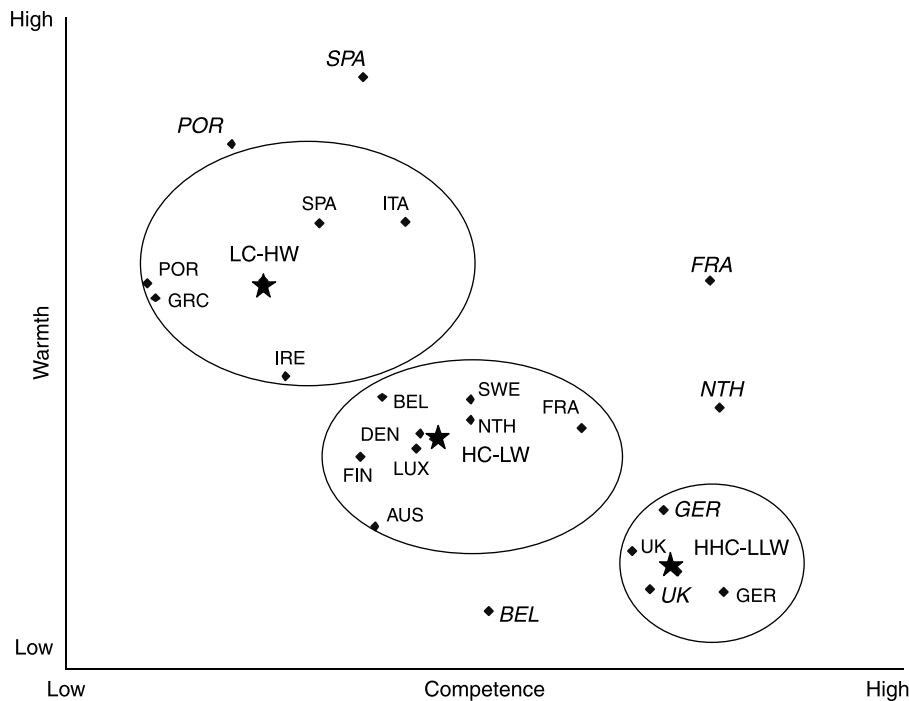 High
SPA
POR
SPA
ITA
LC-HW
FRA
POR
GRC
Warmth
IRE
NTH
BEL
SWE
FRA
DEN
NTH
HC-LW
FIN
LUX
AUS
GER
UK
HHC-LLW
UK
GER
BEL
Low
Low
Competence
High